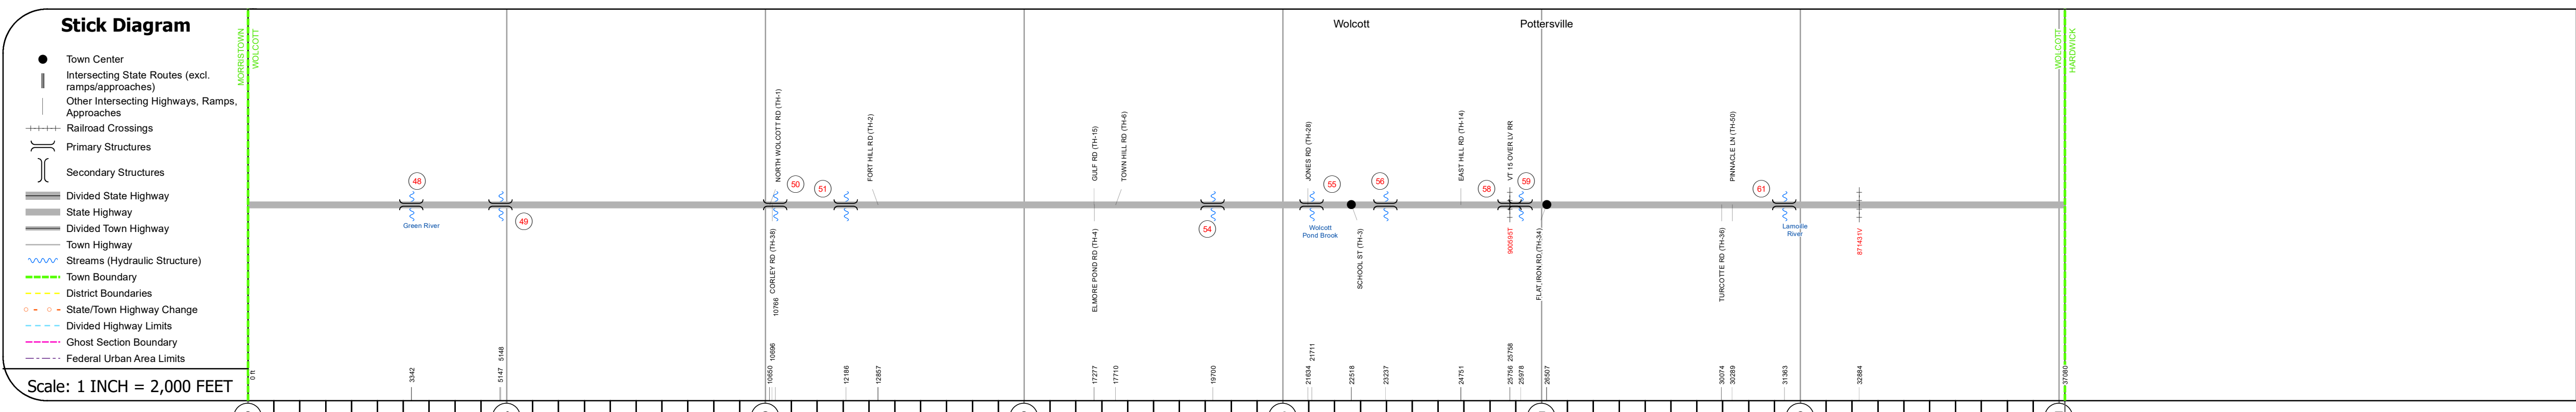 Stick Diagram
Town Center
Intersecting State Routes (excl.
ramps/approaches)
Other Intersecting Highways, Ramps,
Approaches
Railroad Crossings
Primary Structures
Secondary Structures
Divided State Highway
State Highway
Divided Town Highway
Town Highway
Streams (Hydraulic Structure)
Town Boundary
District Boundaries
State/Town Highway Change
Divided Highway Limits
Ghost Section Boundary
Federal Urban Area Limits
Scale: 1 INCH = 2,000 FEET
MORRISTOWN
WOLCOTT
Wolcott
Pottersville
WOLCOTT
HARDWICK
NORTH WOLCOTT RD (TH-1)
FORT HILL RD (TH-2)
GULF RD (TH-15)
TOWN HILL RD (TH-6)
JONES RD (TH-28)
EAST HILL RD (TH-14)
VT 15 OVER LV RR
PINNACLE LN (TH-50)
48
49
50
51
54
55
56
58
59
61
Green River
Wolcott
Pond Brook
Lamoille
River
CORLEY RD (TH-38)
ELMORE POND RD (TH-4)
SCHOOL ST (TH-3)
900595T
FLAT IRON RD (TH-34)
TURCOTTE RD (TH-36)
871431V
0 ft
3342
5147
5148
10650
10696
10766
12186
12857
17277
17710
19700
21634
21711
22518
23237
24751
25756
25758
25978
26507
30074
30289
31363
32884
37060